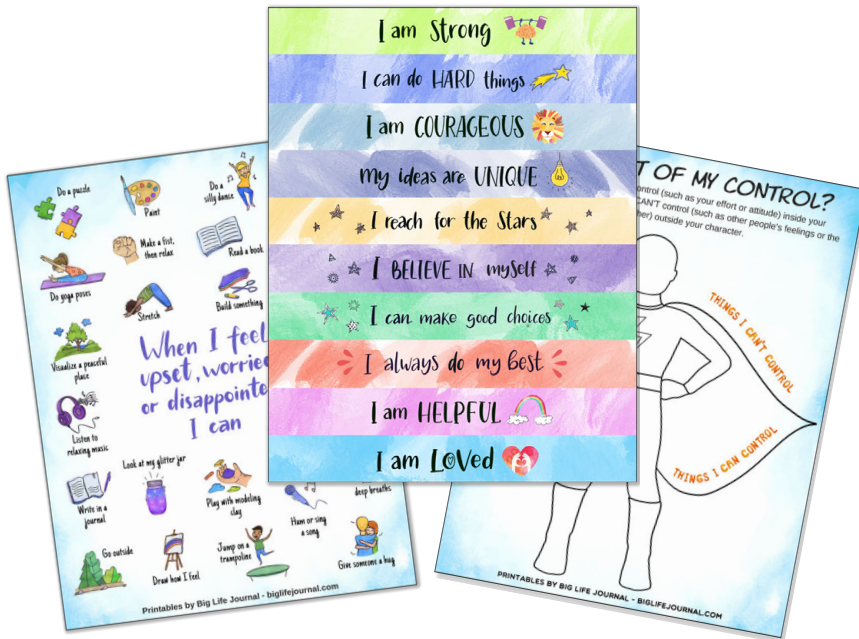 I am Strong
I can do HARD things
I am COURAGEOUS
my ideas are UNIQUE
I reach for the Stars
I BELIEVE IN myself
I can make good choices
I always do my best
I am HELPFUL
I am LOVed
Do a puzzle
Paint
Do a
silly dance
Make a fist,
then relax
Read a book
Do yoga poses
Stretch
Build something
Visualize a peaceful
place
When I feel
upset, worried
or disappointe
I can
Listen to
relaxing music
Look at my glitter jar
Write in a
journal
Play with modeling
clay
Hum or sing
a song
deep breaths
Go outside
Draw how I feel
Jump on a
trampoline
Give someone a hug
Printables by Big Life Journal - biglifejournal.com
T OF MY CONTROL?
ontrol (such as your effort or attitude) inside your
CAN'T control (such as other people's feelings or the
her) outside your character.
THINGS I CAN'T CONTROL
THINGS I CAN CONTROL
PRINTABLES BY BIG LIFE JOURNAL - BIGLIFEJOURNAL.COM